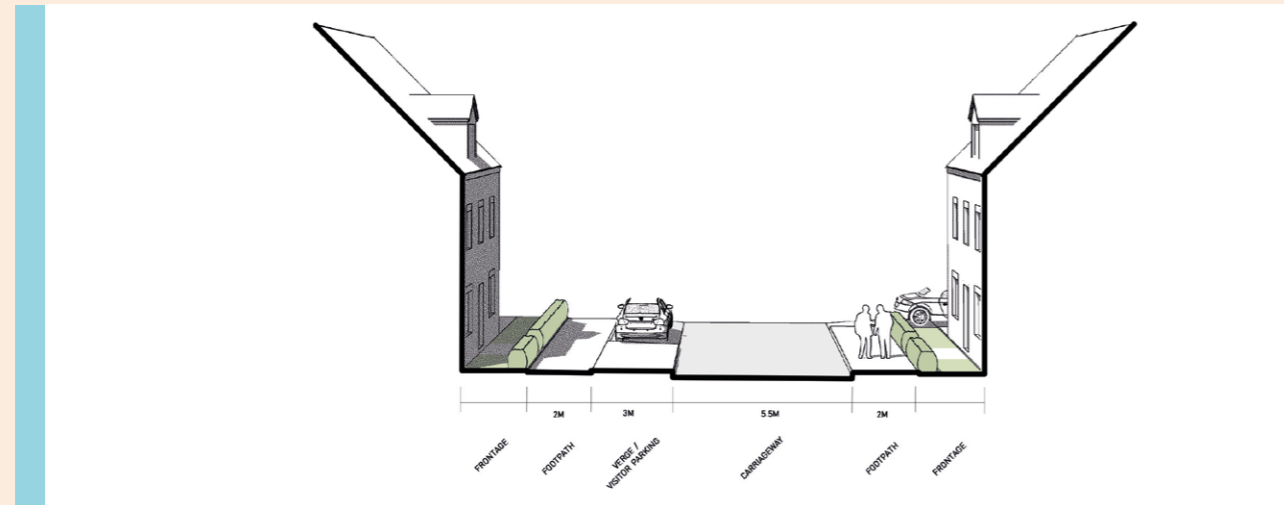 2M
3M
5.5M
2M
FRONTAGE
FOOTPATH
VERGE /
VISITOR PARKING
CARRIAGEWAY
FOOTPATH
FRONTAGE